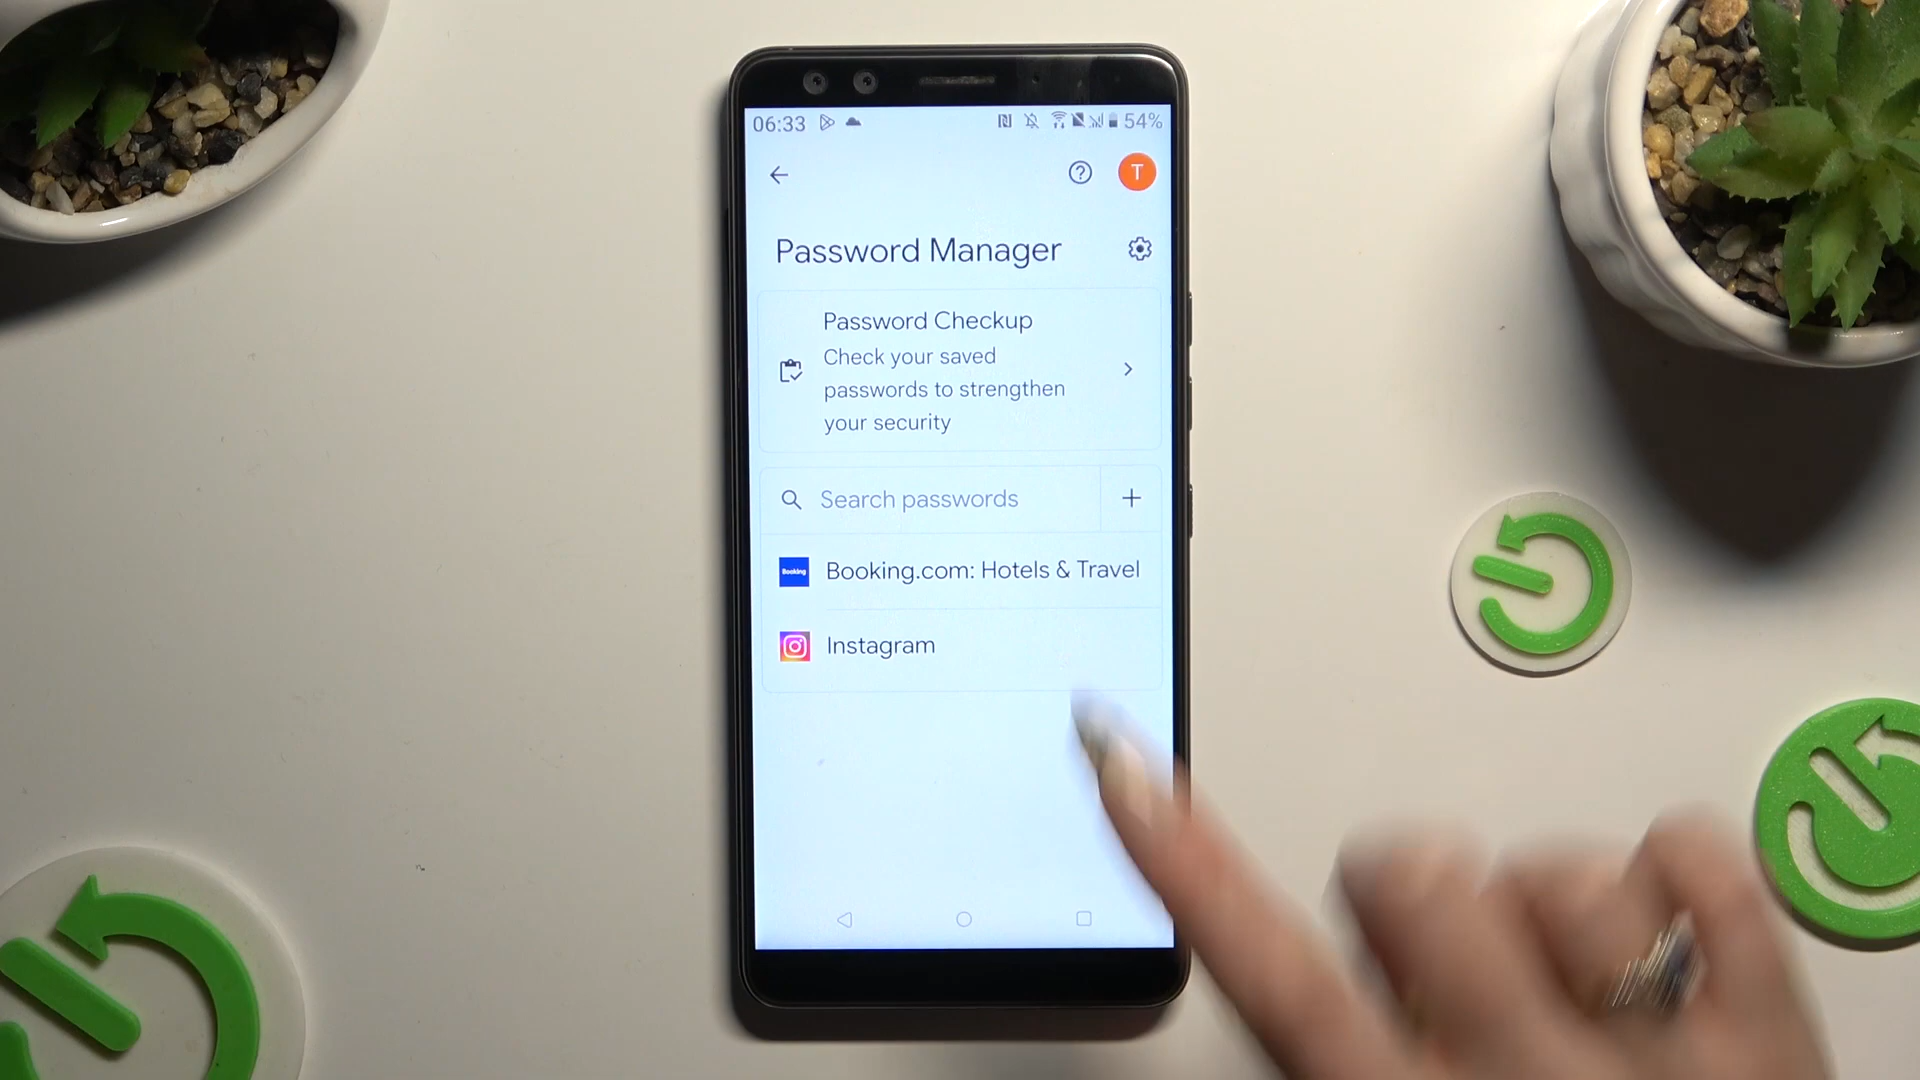 06:33
54%
T
Password Manager
Password Checkup
Check your saved
passwords to strengthen
your security
Search passwords
Booking
Booking.com: Hotels & Travel
Instagram